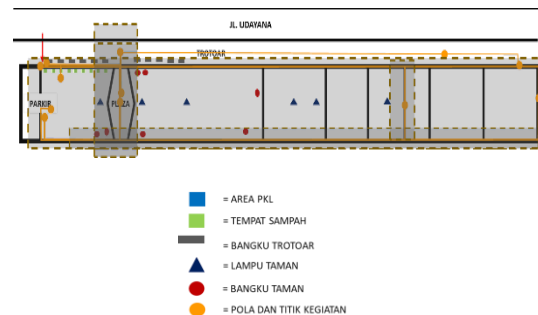 JL. UDAYANA
TROTOAR
PARKIR
PLAZA
= AREA PKL
= TEMPAT SAMPAH
= BANGKU TROTOAR
= LAMPU TAMAN
= BANGKU TAMAN
= POLA DAN TITIK KEGIATAN